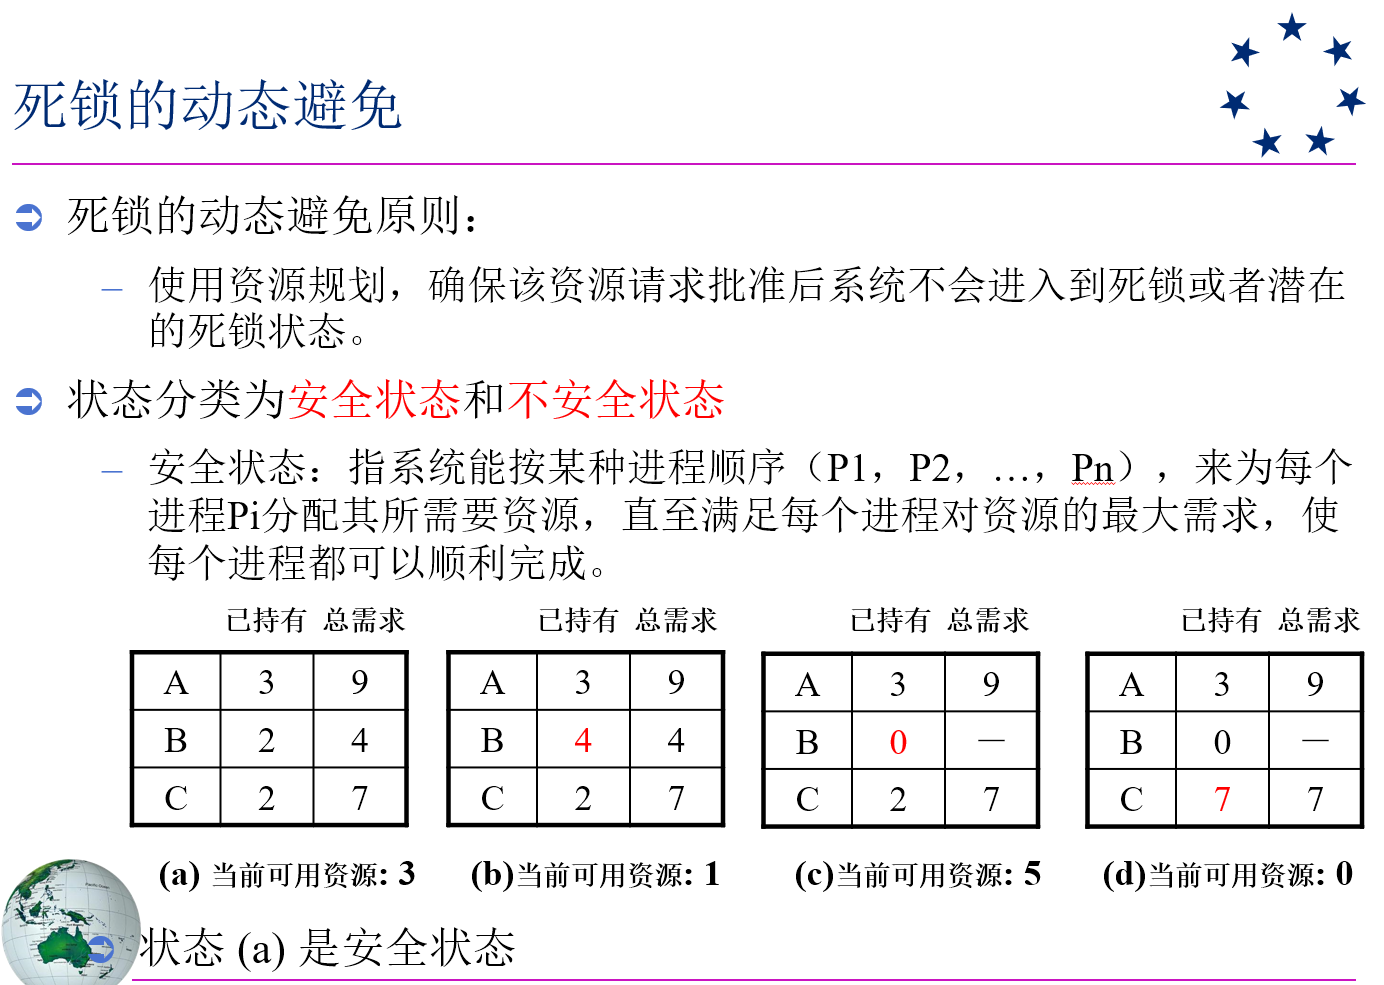 死锁的动态避免
死锁的动态避免原则：
– 使用资源规划，确保该资源请求批准后系统不会进入到死锁或者潜在
的死锁状态。
状态分类为安全状态和不安全状态
– 安全状态：指系统能按某种进程顺序（P1，P2，…，Pn），来为每个
进程Pi分配其所需要资源，直至满足每个进程对资源的最大需求，使
每个进程都可以顺利完成。
已持有 总需求 已持有 总需求 已持有 总需求 已持有 总需求
A 3 9 A 3 9 A 3 9 A 3 9
B 2 4 B 4 4 B 0 － B 0 －
C 2 7 C 2 7 C 2 7 C 7 7
(a) 当前可用资源: 3 (b)当前可用资源: 1 (c)当前可用资源: 5 (d)当前可用资源: 0
状态 (a) 是安全状态